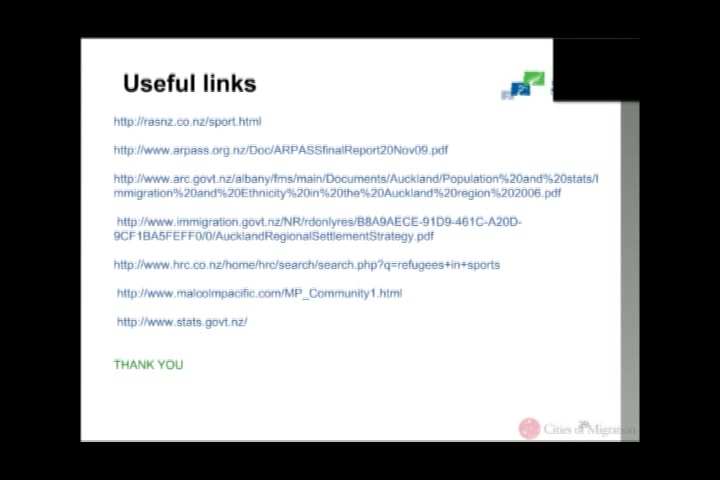 Useful links
http://rasnz.co.nz/sport.html
http://www.arpass.org.nz/Doc/ARPASSfinalReport20Nov09.pdf
http://www.arc.govt.nz/albany/fms/main/Documents/Auckland/Population%20and%20stats/I
mmigration%20and%20Ethnicity%20in%20the%20Auckland%20region%202006.pdf
http://www.immigration.govt.nz/NR/rdonlyres/B8A9AECE-91D9-461C-A20D-
9CF1BA5FEFF0/0/AucklandRegionalSettlementStrategy.pdf
http://www.hrc.co.nz/home/hrc/search/search.php?q=refugees+in+sports
http://www.malcolmpacific.com/MP_Community1.html
http://www.stats.govt.nz/
THANK YOU
Cities of Migration